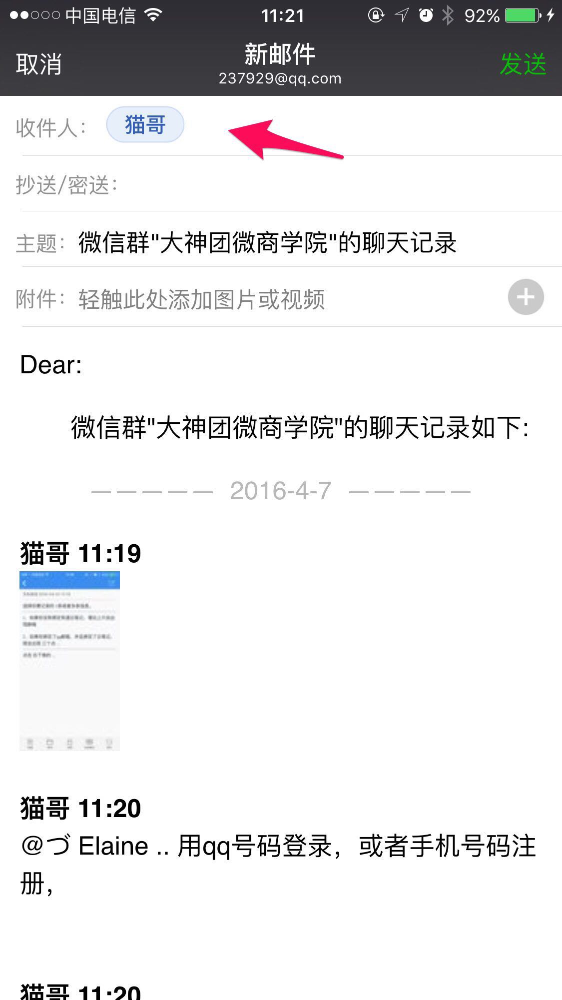 中国电信 11:21 92%
取消 新邮件 发送
237929@qq.com
收件人： 猫哥
抄送/密送：
主题： 微信群"大神团微商学院"的聊天记录
附件： 轻触此处添加图片或视频
Dear:
微信群"大神团微商学院"的聊天记录如下:
————— 2016-4-7 —————
猫哥 11:19
猫哥 11:20
@づ Elaine .. 用qq号码登录，或者手机号码注
册，
猫哥 11:20